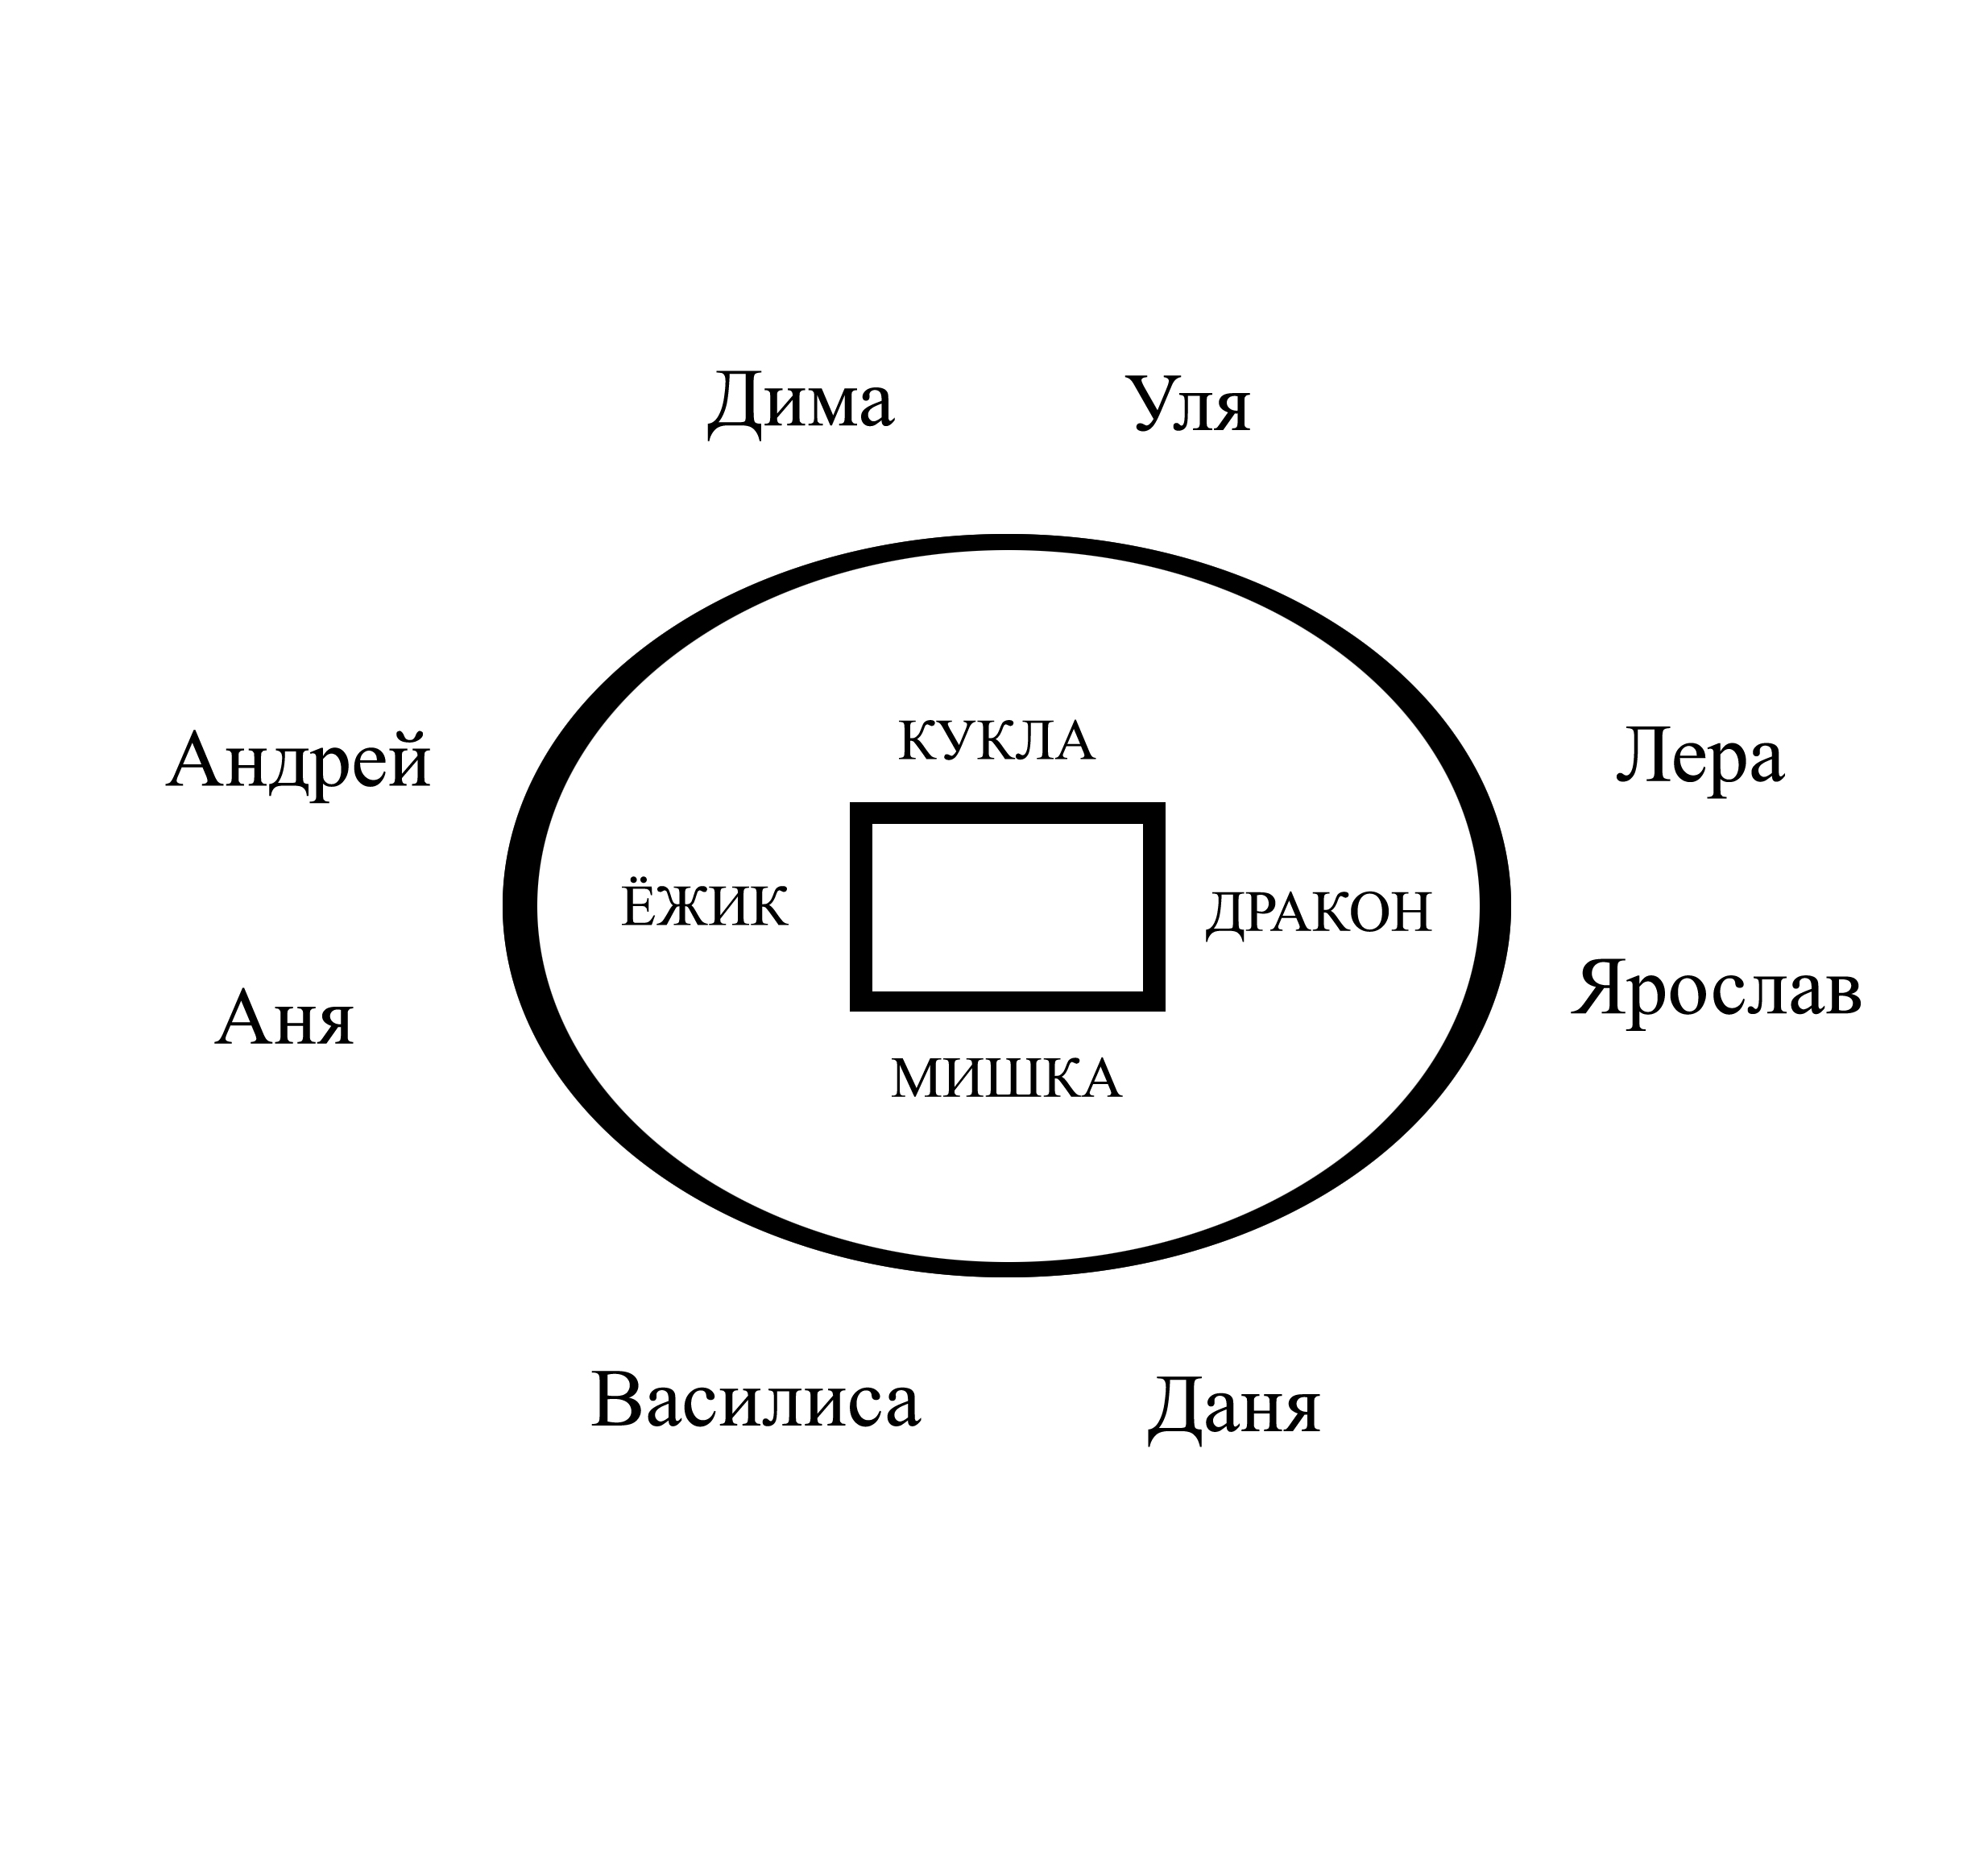 Дима Уля
Андрей КУКЛА Лера
ЁЖИК ДРАКОН
Аня Ярослав
МИШКА
Василиса Даня